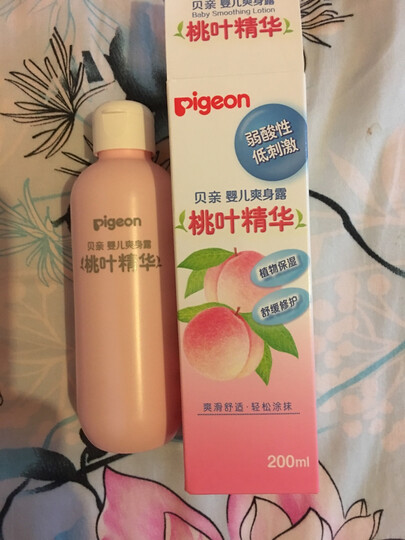 贝亲 婴儿爽身露
Baby Smoothing Lotion
桃叶精华
Pigeon
弱酸性
低刺激
贝亲 婴儿爽身露
桃叶精华
植物保湿
舒缓修护
爽滑舒适·轻松涂抹
200ml
Pigeon
贝亲 婴儿爽身露
桃叶精华